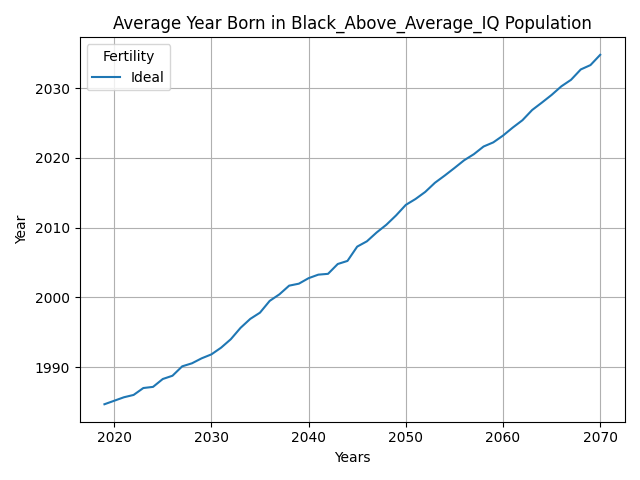 Average Year Born in Black_Above_Average_IQ Population
Fertility
Ideal
Year
2030
2020
2010
2000
1990
2020 2030 2040 2050 2060 2070
Years